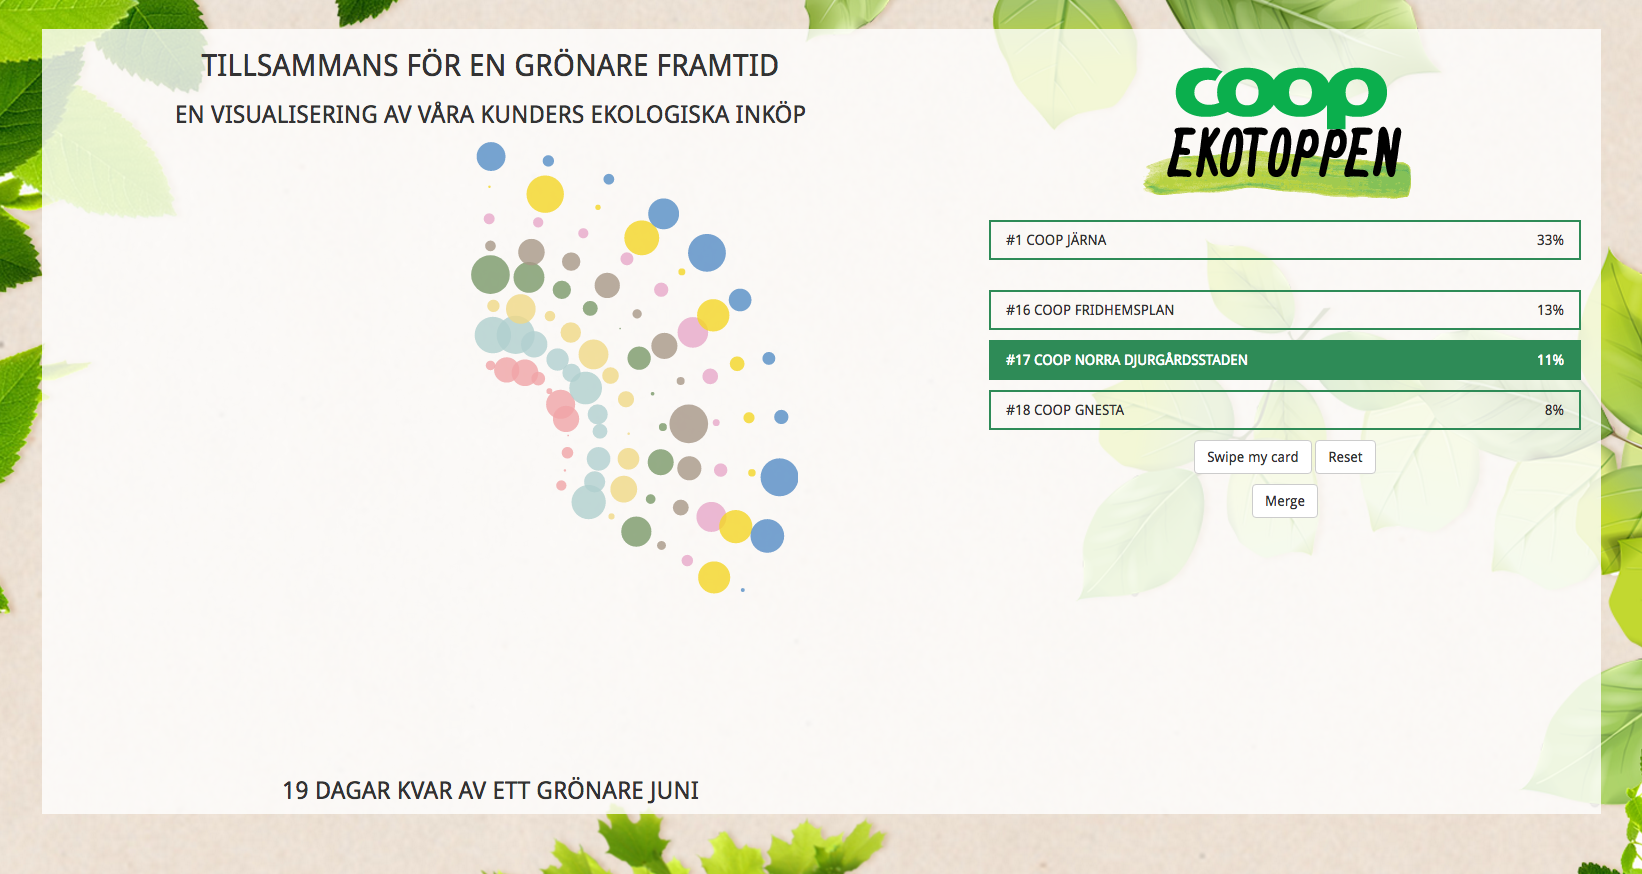 TILLSAMMANS FÖR EN GRÖNARE FRAMTID
EN VISUALISERING AV VÅRA KUNDERS EKOLOGISKA INKÖP
19 DAGAR KVAR AV ETT GRÖNARE JUNI
coop
EKOTOPPEN
#1 COOP JÄRNA 33%
#16 COOP FRIDHEMSPLAN 13%
#17 COOP NORRA DJURGÅRDSSTADEN 11%
#18 COOP GNESTA 8%
Swipe my card Reset
Merge